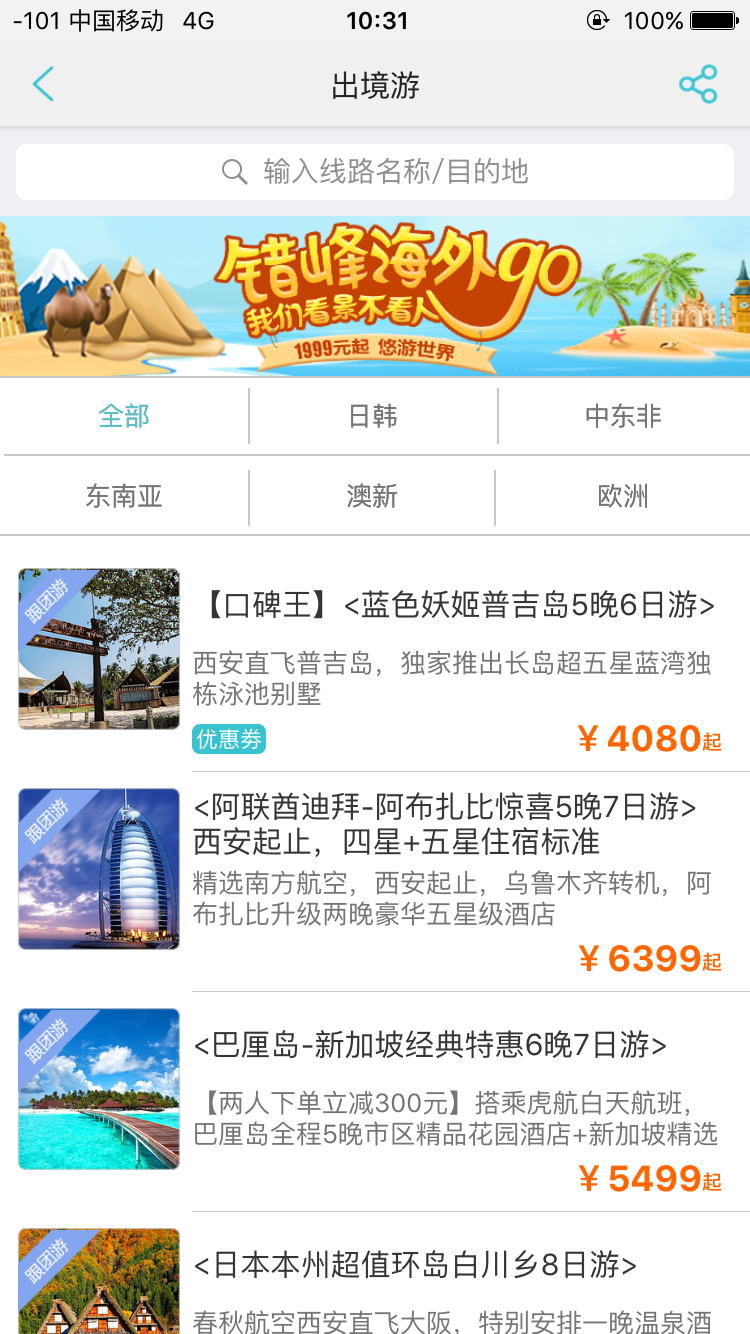 -101 中国移动 4G 10:31 100%
出境游
输入线路名称/目的地
错峰海外go
我们看景不看人
1999元起 悠游世界
全部 日韩 中东非
东南亚 澳新 欧洲
跟团游
【口碑王】<蓝色妖姬普吉岛5晚6日游>
西安直飞普吉岛，独家推出长岛超五星蓝湾独
栋泳池别墅
优惠券
¥ 4080起
跟团游
<阿联酋迪拜-阿布扎比惊喜5晚7日游>
西安起止，四星+五星住宿标准
精选南方航空，西安起止，乌鲁木齐转机，阿
布扎比升级两晚豪华五星级酒店
¥ 6399起
跟团游
<巴厘岛-新加坡经典特惠6晚7日游>
【两人下单立减300元】搭乘虎航白天航班，
巴厘岛全程5晚市区精品花园酒店+新加坡精选
¥ 5499起
跟团游
<日本本州超值环岛白川乡8日游>
春秋航空西安直飞大阪，特别安排一晚温泉酒